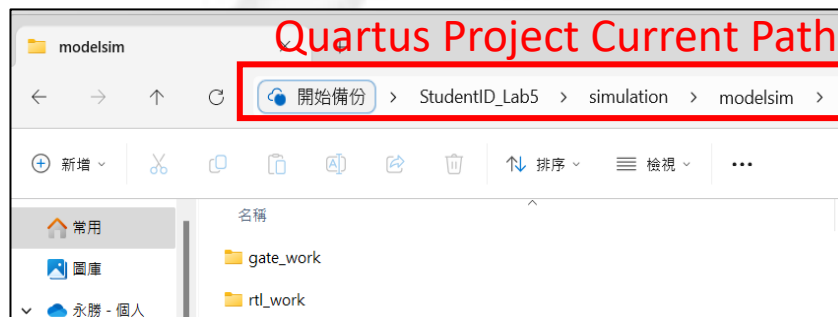 Quartus Project Current Path
modelsim
開始備份 > StudentID_Lab5 > simulation > modelsim >
新增 排序 檢視 •••
常用
名稱
圖庫
gate_work
永勝 - 個人
rtl_work